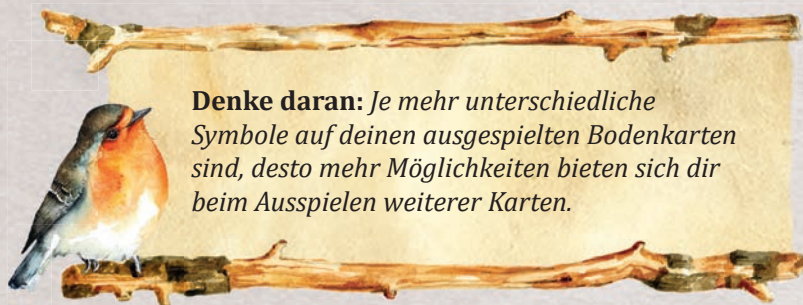 Denke daran: Je mehr unterschiedliche
Symbole auf deinen ausgespielten Bodenkarten
sind, desto mehr Möglichkeiten bieten sich dir
beim Ausspielen weiterer Karten.